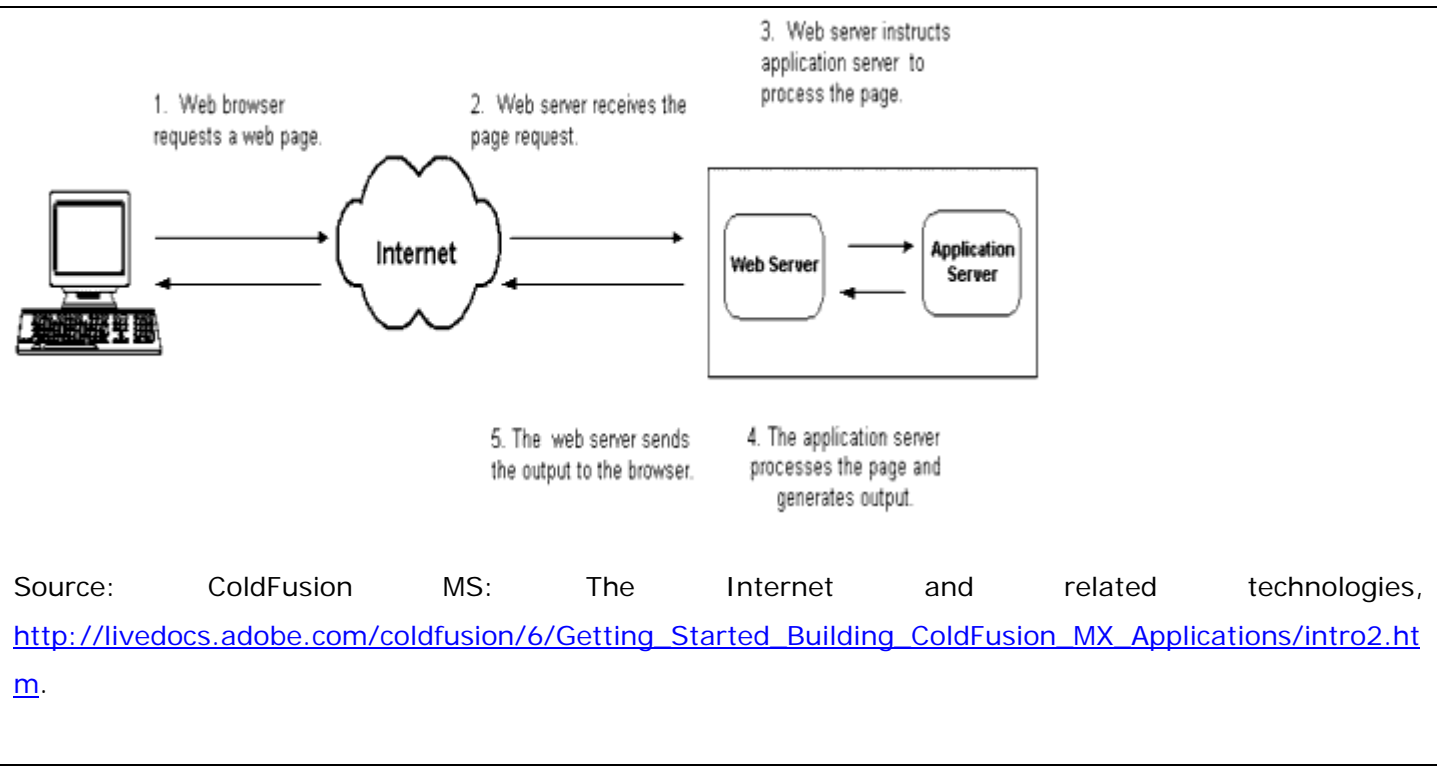 3. Web server instructs
application server to
process the page.
1. Web browser
requests a web page.
2. Web server receives the
page request.
Internet
Web Server
Application
Server
5. The web server sends
the output to the browser.
4. The application server
processes the page and
generates output.
Source: ColdFusion MS: The Internet and related technologies,
http://livedocs.adobe.com/coldfusion/6/Getting_Started_Building_ColdFusion_MX_Applications/intro2.ht
m.